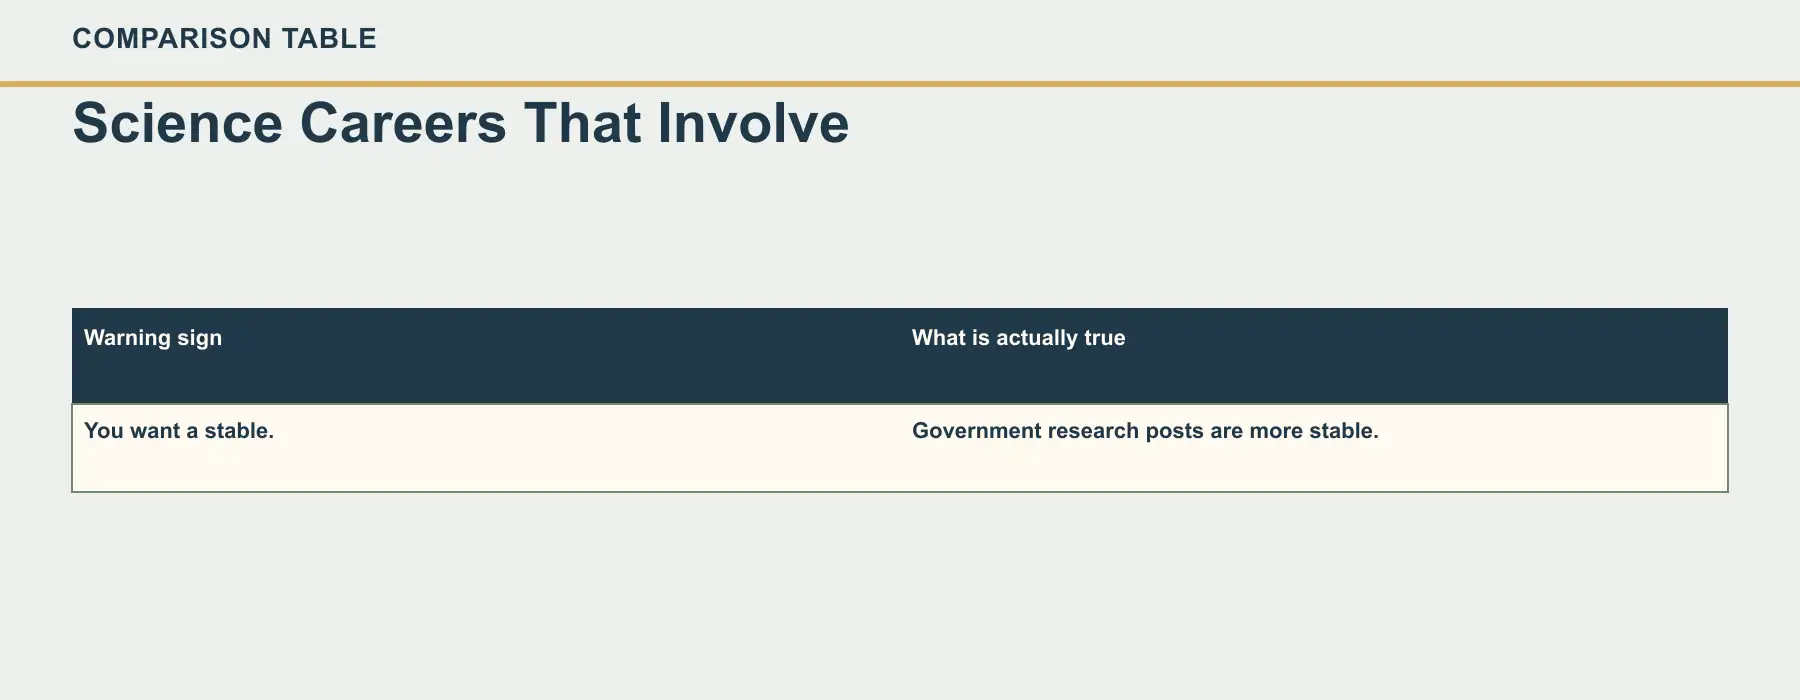 COMPARISON TABLE
Science Careers That Involve
Warning sign
What is actually true
You want a stable.
Government research posts are more stable.